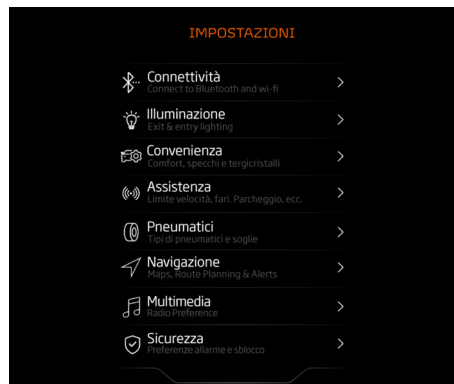 IMPOSTAZIONI
Connettività
Connect to Bluetooth and wi-fi
Illuminazione
Exit & entry lighting
Convenienza
Comfort, specchi e tergicristalli
Assistenza
Limite velocità, fari. Parcheggio, ecc.
Pneumatici
Tipi di pneumatici e soglie
Navigazione
Maps, Route Planning & Alerts
Multimedia
Radio Preference
Sicurezza
Preferenze allarme e sblocco